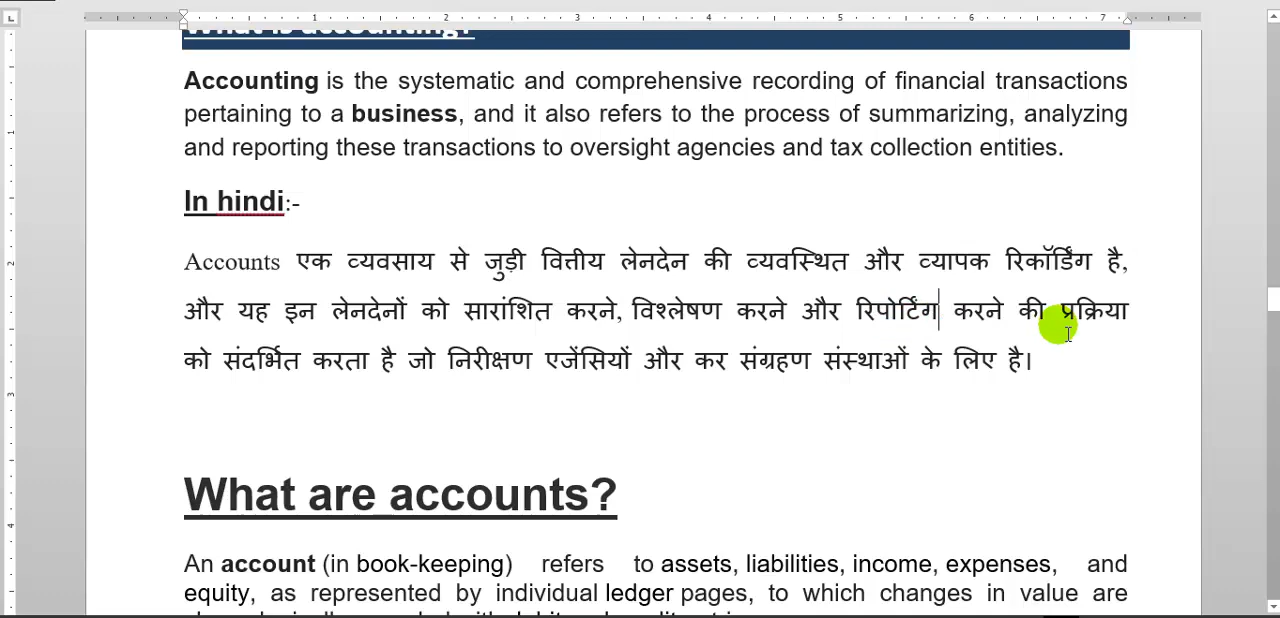 What is accounting?
Accounting is the systematic and comprehensive recording of financial transactions
pertaining to a business, and it also refers to the process of summarizing, analyzing
and reporting these transactions to oversight agencies and tax collection entities.
In hindi:-
Accounts एक व्यवसाय से जुड़ी वित्तीय लेनदेन की व्यवस्थित और व्यापक रिकॉर्डिंग है,
और यह इन लेनदेनों को सारांशित करने, विश्लेषण करने और रिपोर्टिंग करने की प्रक्रिया
को संदर्भित करता है जो निरीक्षण एजेंसियों और कर संग्रहण संस्थाओं के लिए है।
What are accounts?
An account (in book-keeping) refers to assets, liabilities, income, expenses, and
equity, as represented by individual ledger pages, to which changes in value are